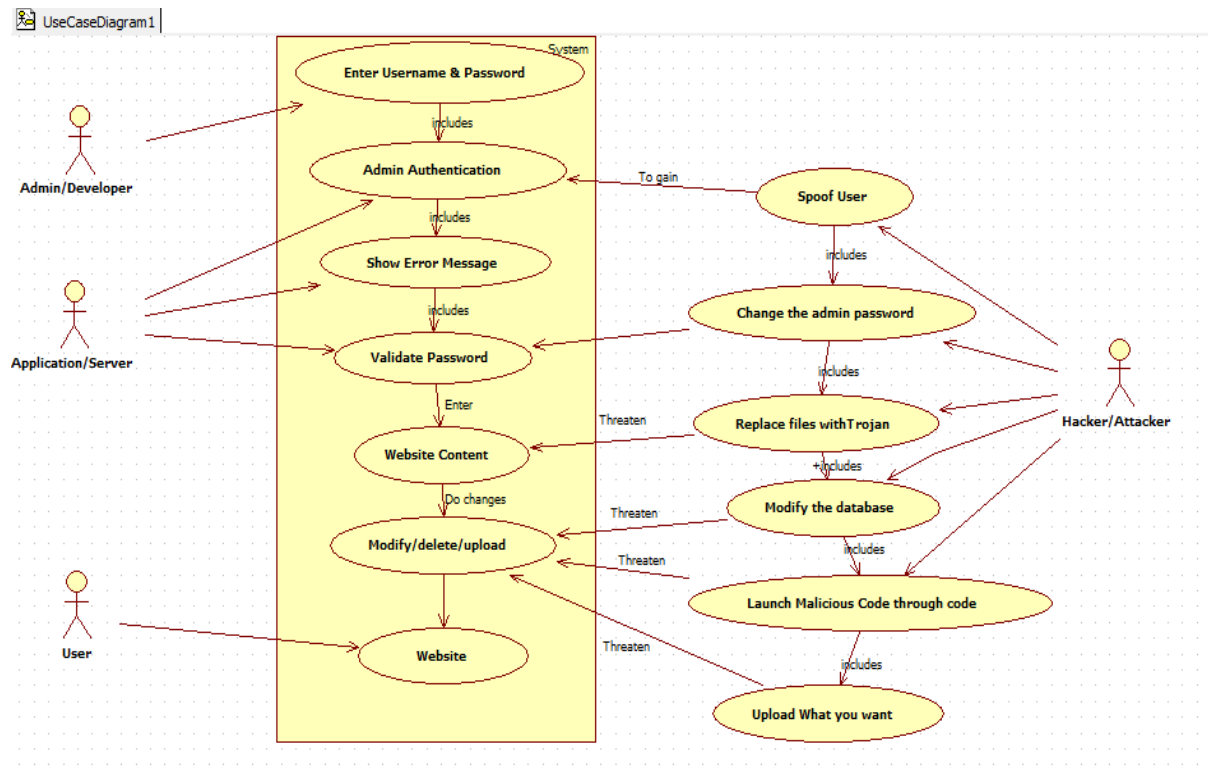 UseCaseDiagram1
System
Enter Username & Password
includes
Admin/Developer
Admin Authentication
To gain
Spoof User
includes
includes
Show Error Message
includes
Change the admin password
Application/Server
Validate Password
includes
Hacker/Attacker
Enter
Threaten
Replace files withTrojan
Website Content
+includes
Do changes
Threaten
Modify the database
Modify/delete/upload
includes
Threaten
Launch Malicious Code through code
User
Website
Threaten
includes
Upload What you want